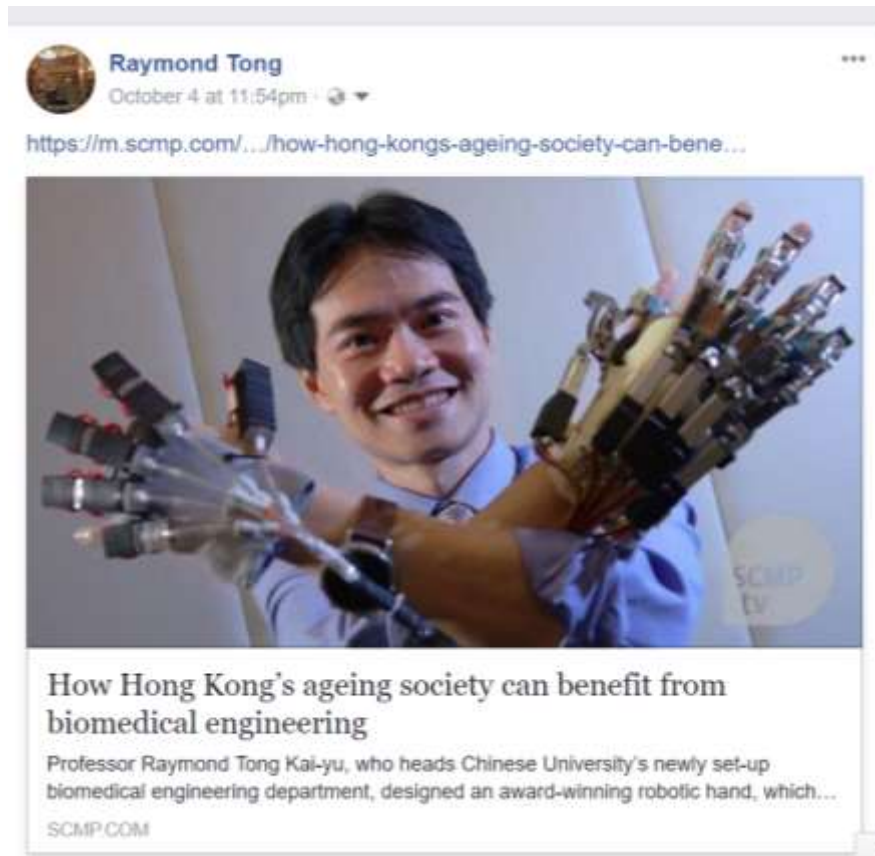 Raymond Tong
October 4 at 11:54pm ·
https://m.scmp.com/.../how-hong-kongs-ageing-society-can-bene...
SCMP
tv
How Hong Kong's ageing society can benefit from
biomedical engineering
Professor Raymond Tong Kai-yu, who heads Chinese University's newly set-up
biomedical engineering department, designed an award-winning robotic hand, which...
SCMP.COM